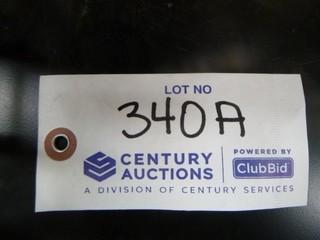 LOT NO
340A
CENTURY AUCTIONS
POWERED BY
ClubBid
A DIVISION OF CENTURY SERVICES